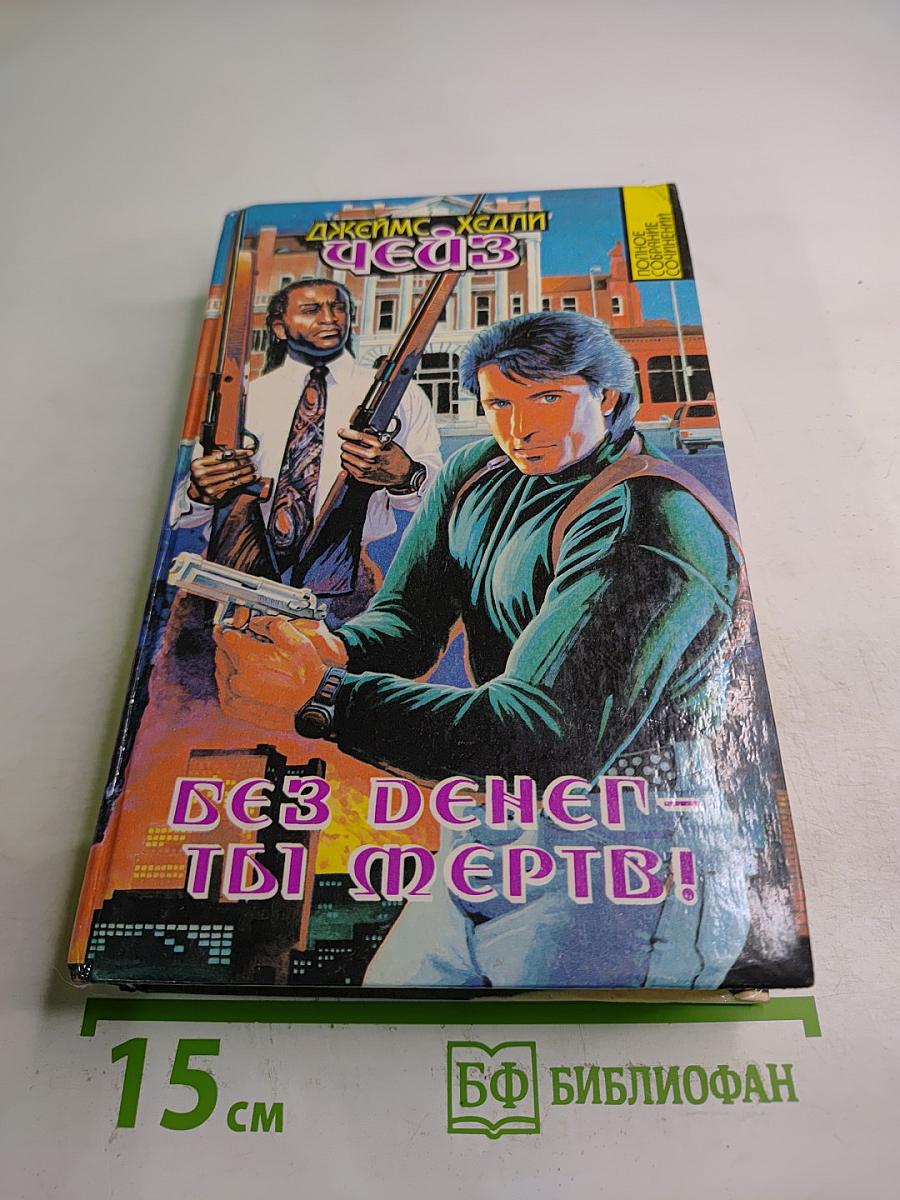 ДЖЕЙМС ХЕДЛИ
ЧЕЙЗ
ПОЛНОЕ
СОБРАНИЕ
СОЧИНЕНИЙ
БЕЗ ДЕНЕГ—
ТЫ МЕРТВ!
15 см
БФ БИБЛИОФАН